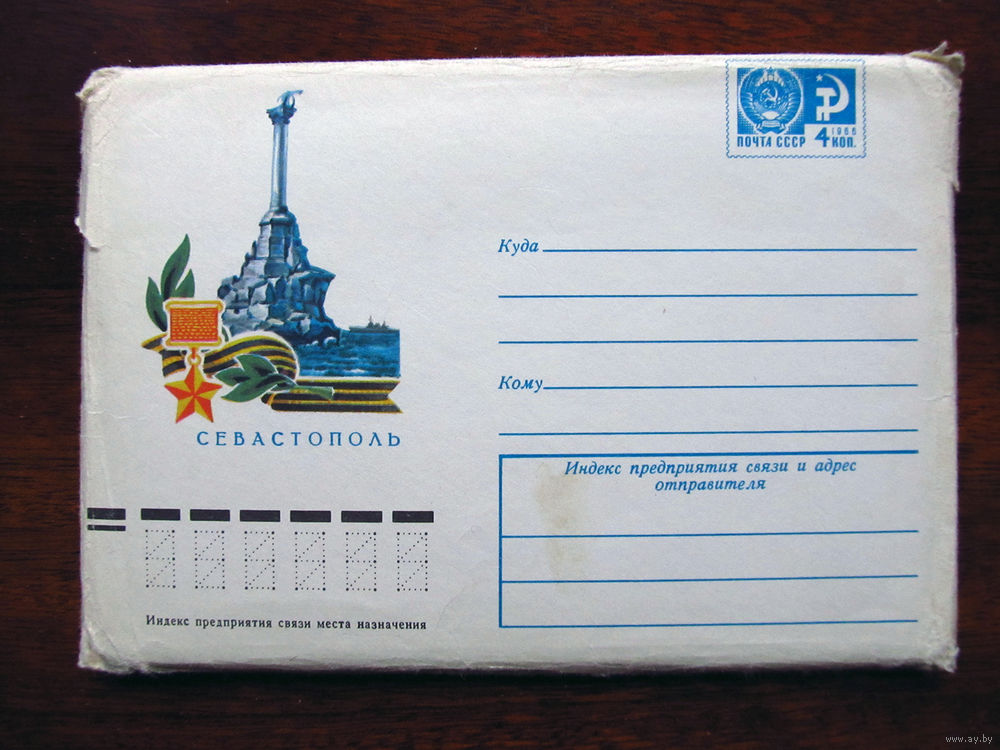 1966
ПОЧТА СССР 4 КОП.
Куда
Кому
СЕВАСТОПОЛЬ
Индекс предприятия связи и адрес
отправителя
Индекс предприятия связи места назначения
www.ay.by